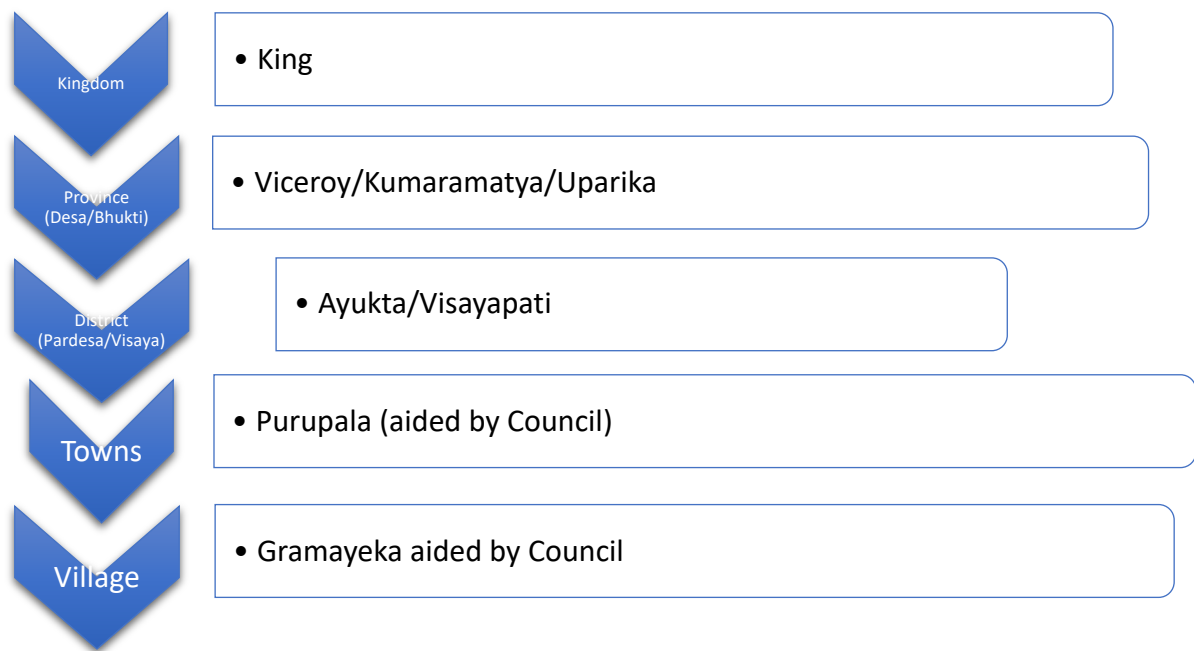 Kingdom
• King
Province
(Desa/Bhukti)
• Viceroy/Kumaramatya/Uparika
District
(Pardesa/Visaya)
• Ayukta/Visayapati
Towns
• Purupala (aided by Council)
Village
• Gramayeka aided by Council